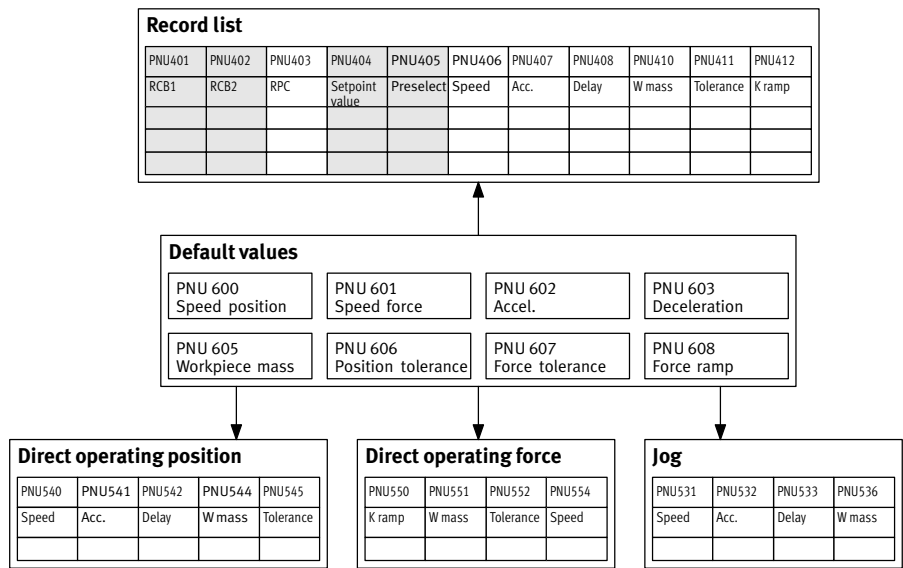 Record list
PNU401 PNU402 PNU403 PNU404 PNU405 PNU406 PNU407 PNU408 PNU410 PNU411 PNU412
RCB1 RCB2 RPC Setpoint value Preselect Speed Acc. Delay W mass Tolerance K ramp
Default values
PNU 600 PNU 601 PNU 602 PNU 603
Speed position Speed force Accel. Deceleration
PNU 605 PNU 606 PNU 607 PNU 608
Workpiece mass Position tolerance Force tolerance Force ramp
Direct operating position
PNU540 PNU541 PNU542 PNU544 PNU545
Speed Acc. Delay W mass Tolerance
Direct operating force
PNU550 PNU551 PNU552 PNU554
K ramp W mass Tolerance Speed
Jog
PNU531 PNU532 PNU533 PNU536
Speed Acc. Delay W mass